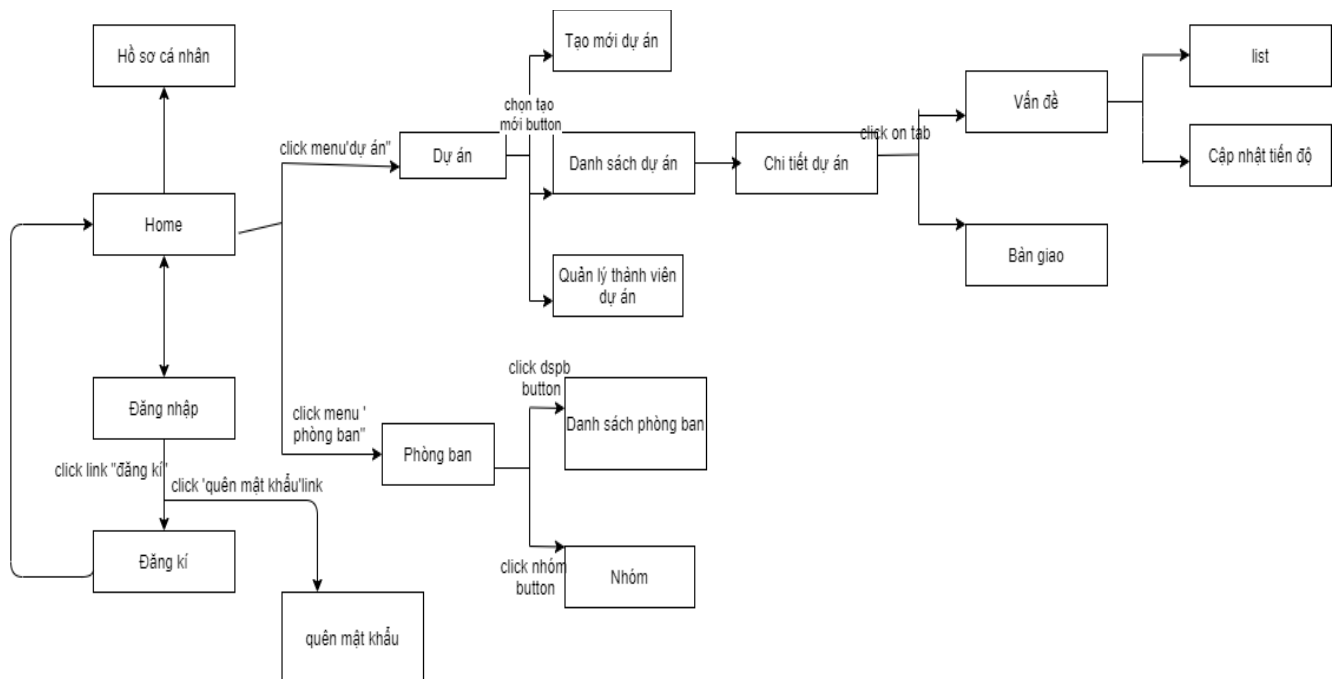 Hồ sơ cá nhân
Tạo mới dự án
list
Vấn đề
chọn tạo
mới button
click on tab
click menu'dự án"
Dự án
Danh sách dự án
Chi tiết dự án
Cập nhật tiến độ
Home
Bàn giao
Quản lý thành viên
dự án
click dspb
button
Đăng nhập
click menu '
phòng ban"
Danh sách phòng ban
Phòng ban
click link "đăng kí"
click 'quên mật khẩu'link
Đăng kí
click nhóm
button
Nhóm
quên mật khẩu